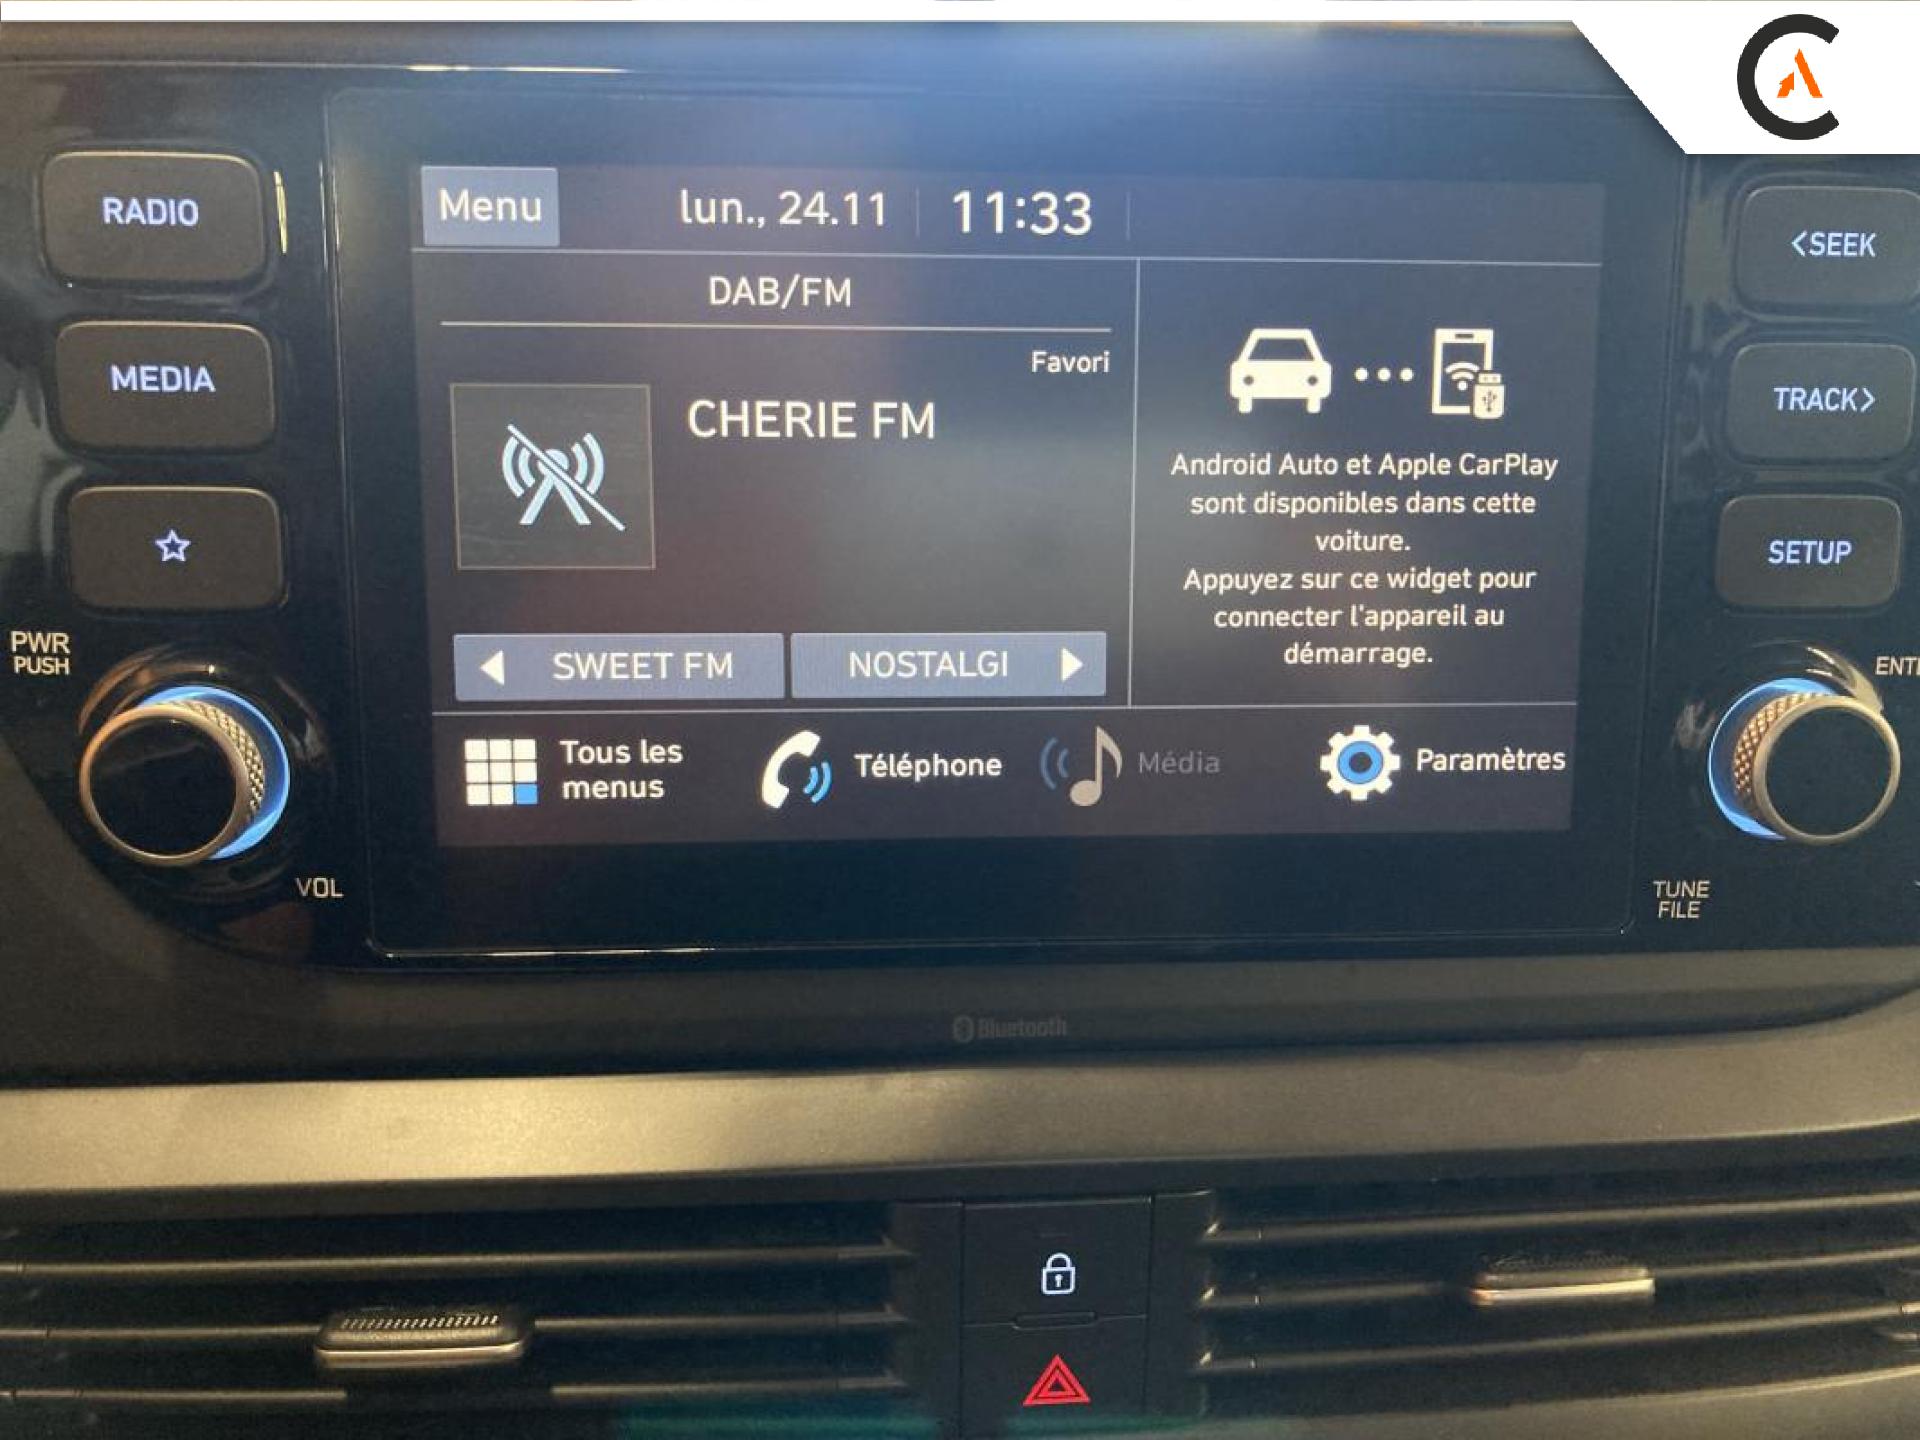 RADIO
MEDIA
PWR
PUSH
VOL
Menu
lun., 24.11
11:33
DAB/FM
Favori
CHERIE FM
SWEET FM
NOSTALGI
Android Auto et Apple CarPlay
sont disponibles dans cette
voiture.
Appuyez sur ce widget pour
connecter l'appareil au
démarrage.
Tous les
menus
Téléphone
Média
Paramètres
<SEEK
TRACK>
SETUP
TUNE
FILE
Bluetooth